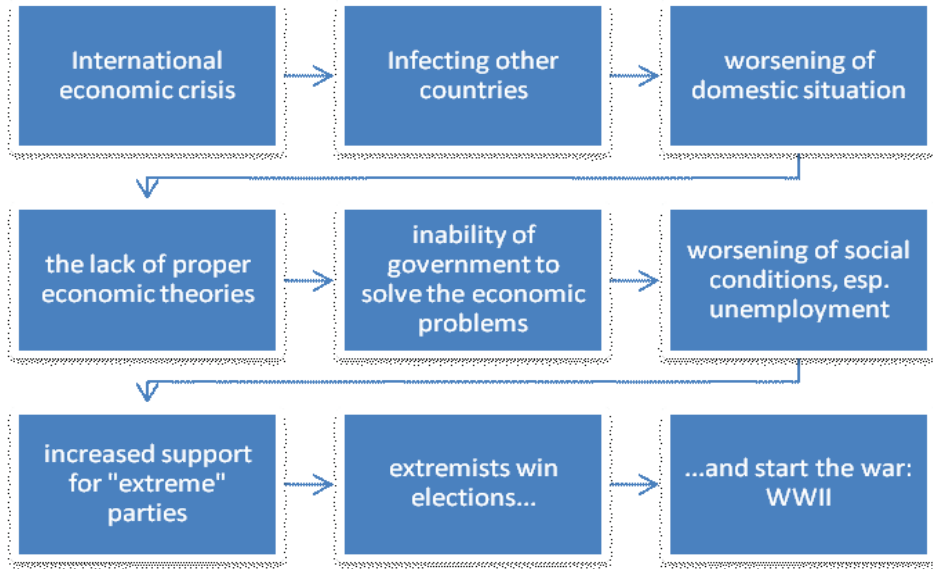 International
economic crisis
Infecting other
countries
worsening of
domestic situation
the lack of proper
economic theories
inability of
government to
solve the economic
problems
worsening of social
conditions, esp.
unemployment
increased support
for "extreme"
parties
extremists win
elections...
...and start the war:
WWII